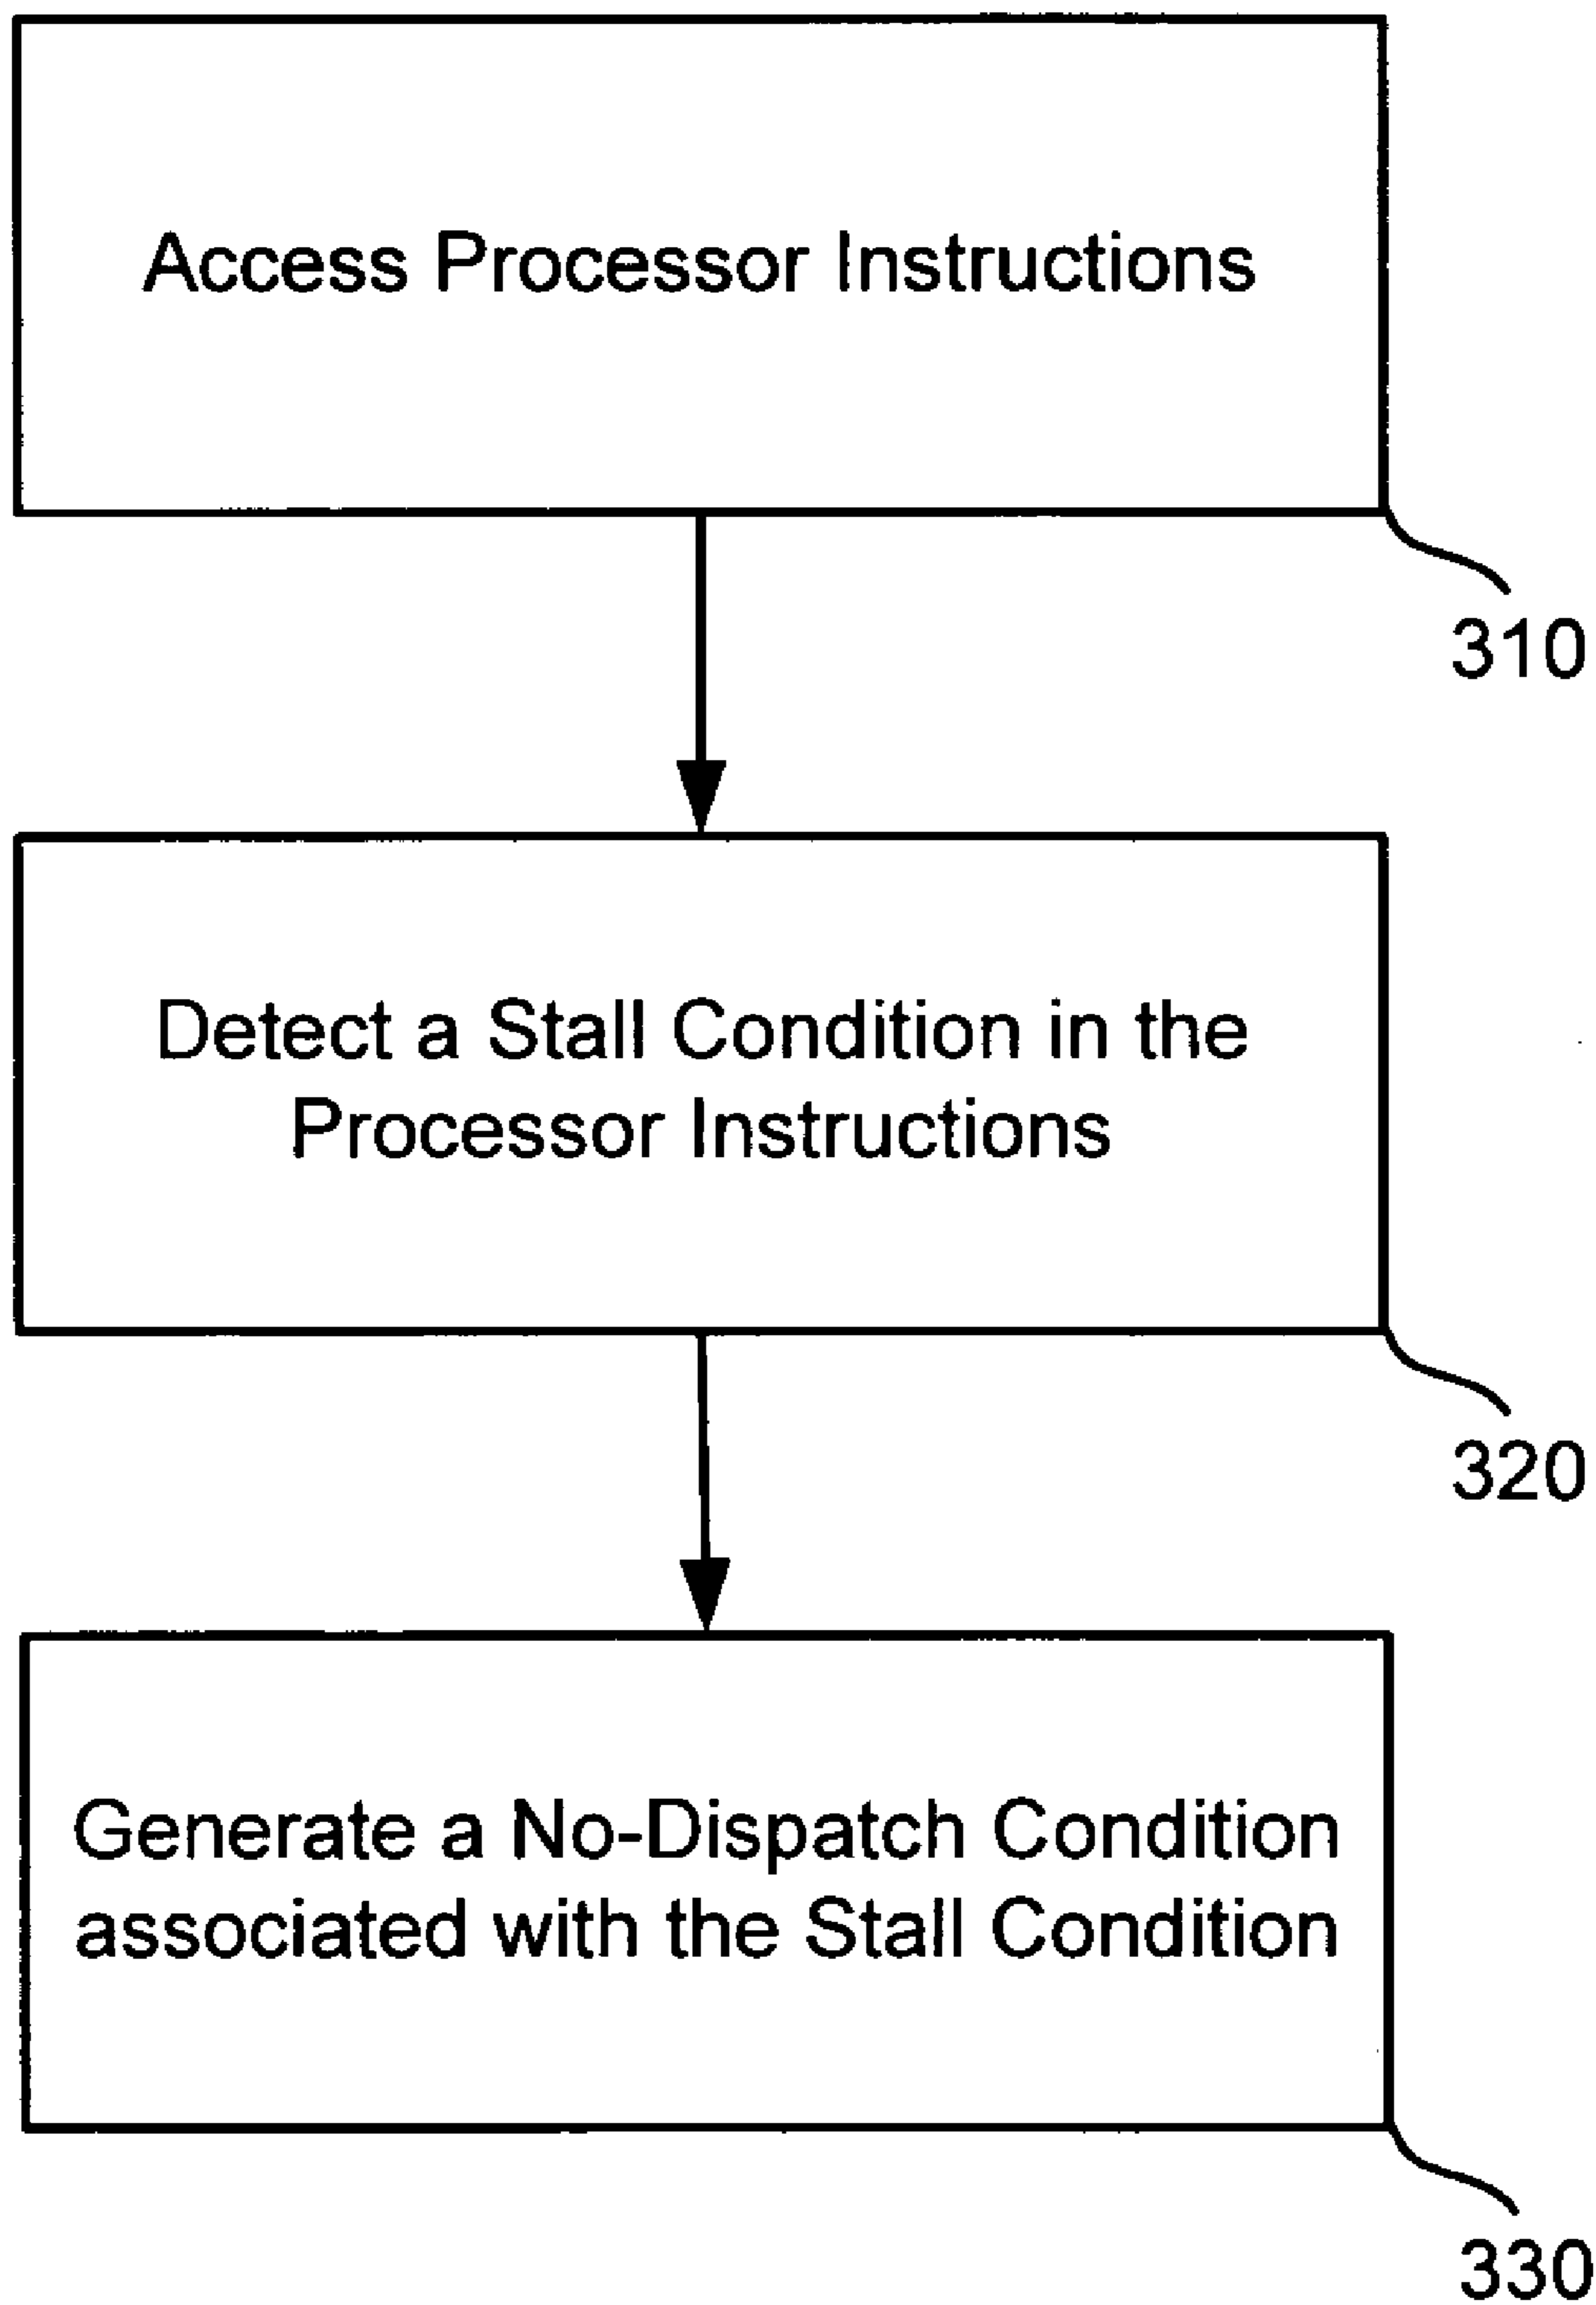 Access Processor Instructions
310
Detect a Stall Condition in the
Processor Instructions
320
Generate a No-Dispatch Condition
associated with the Stall Condition
330